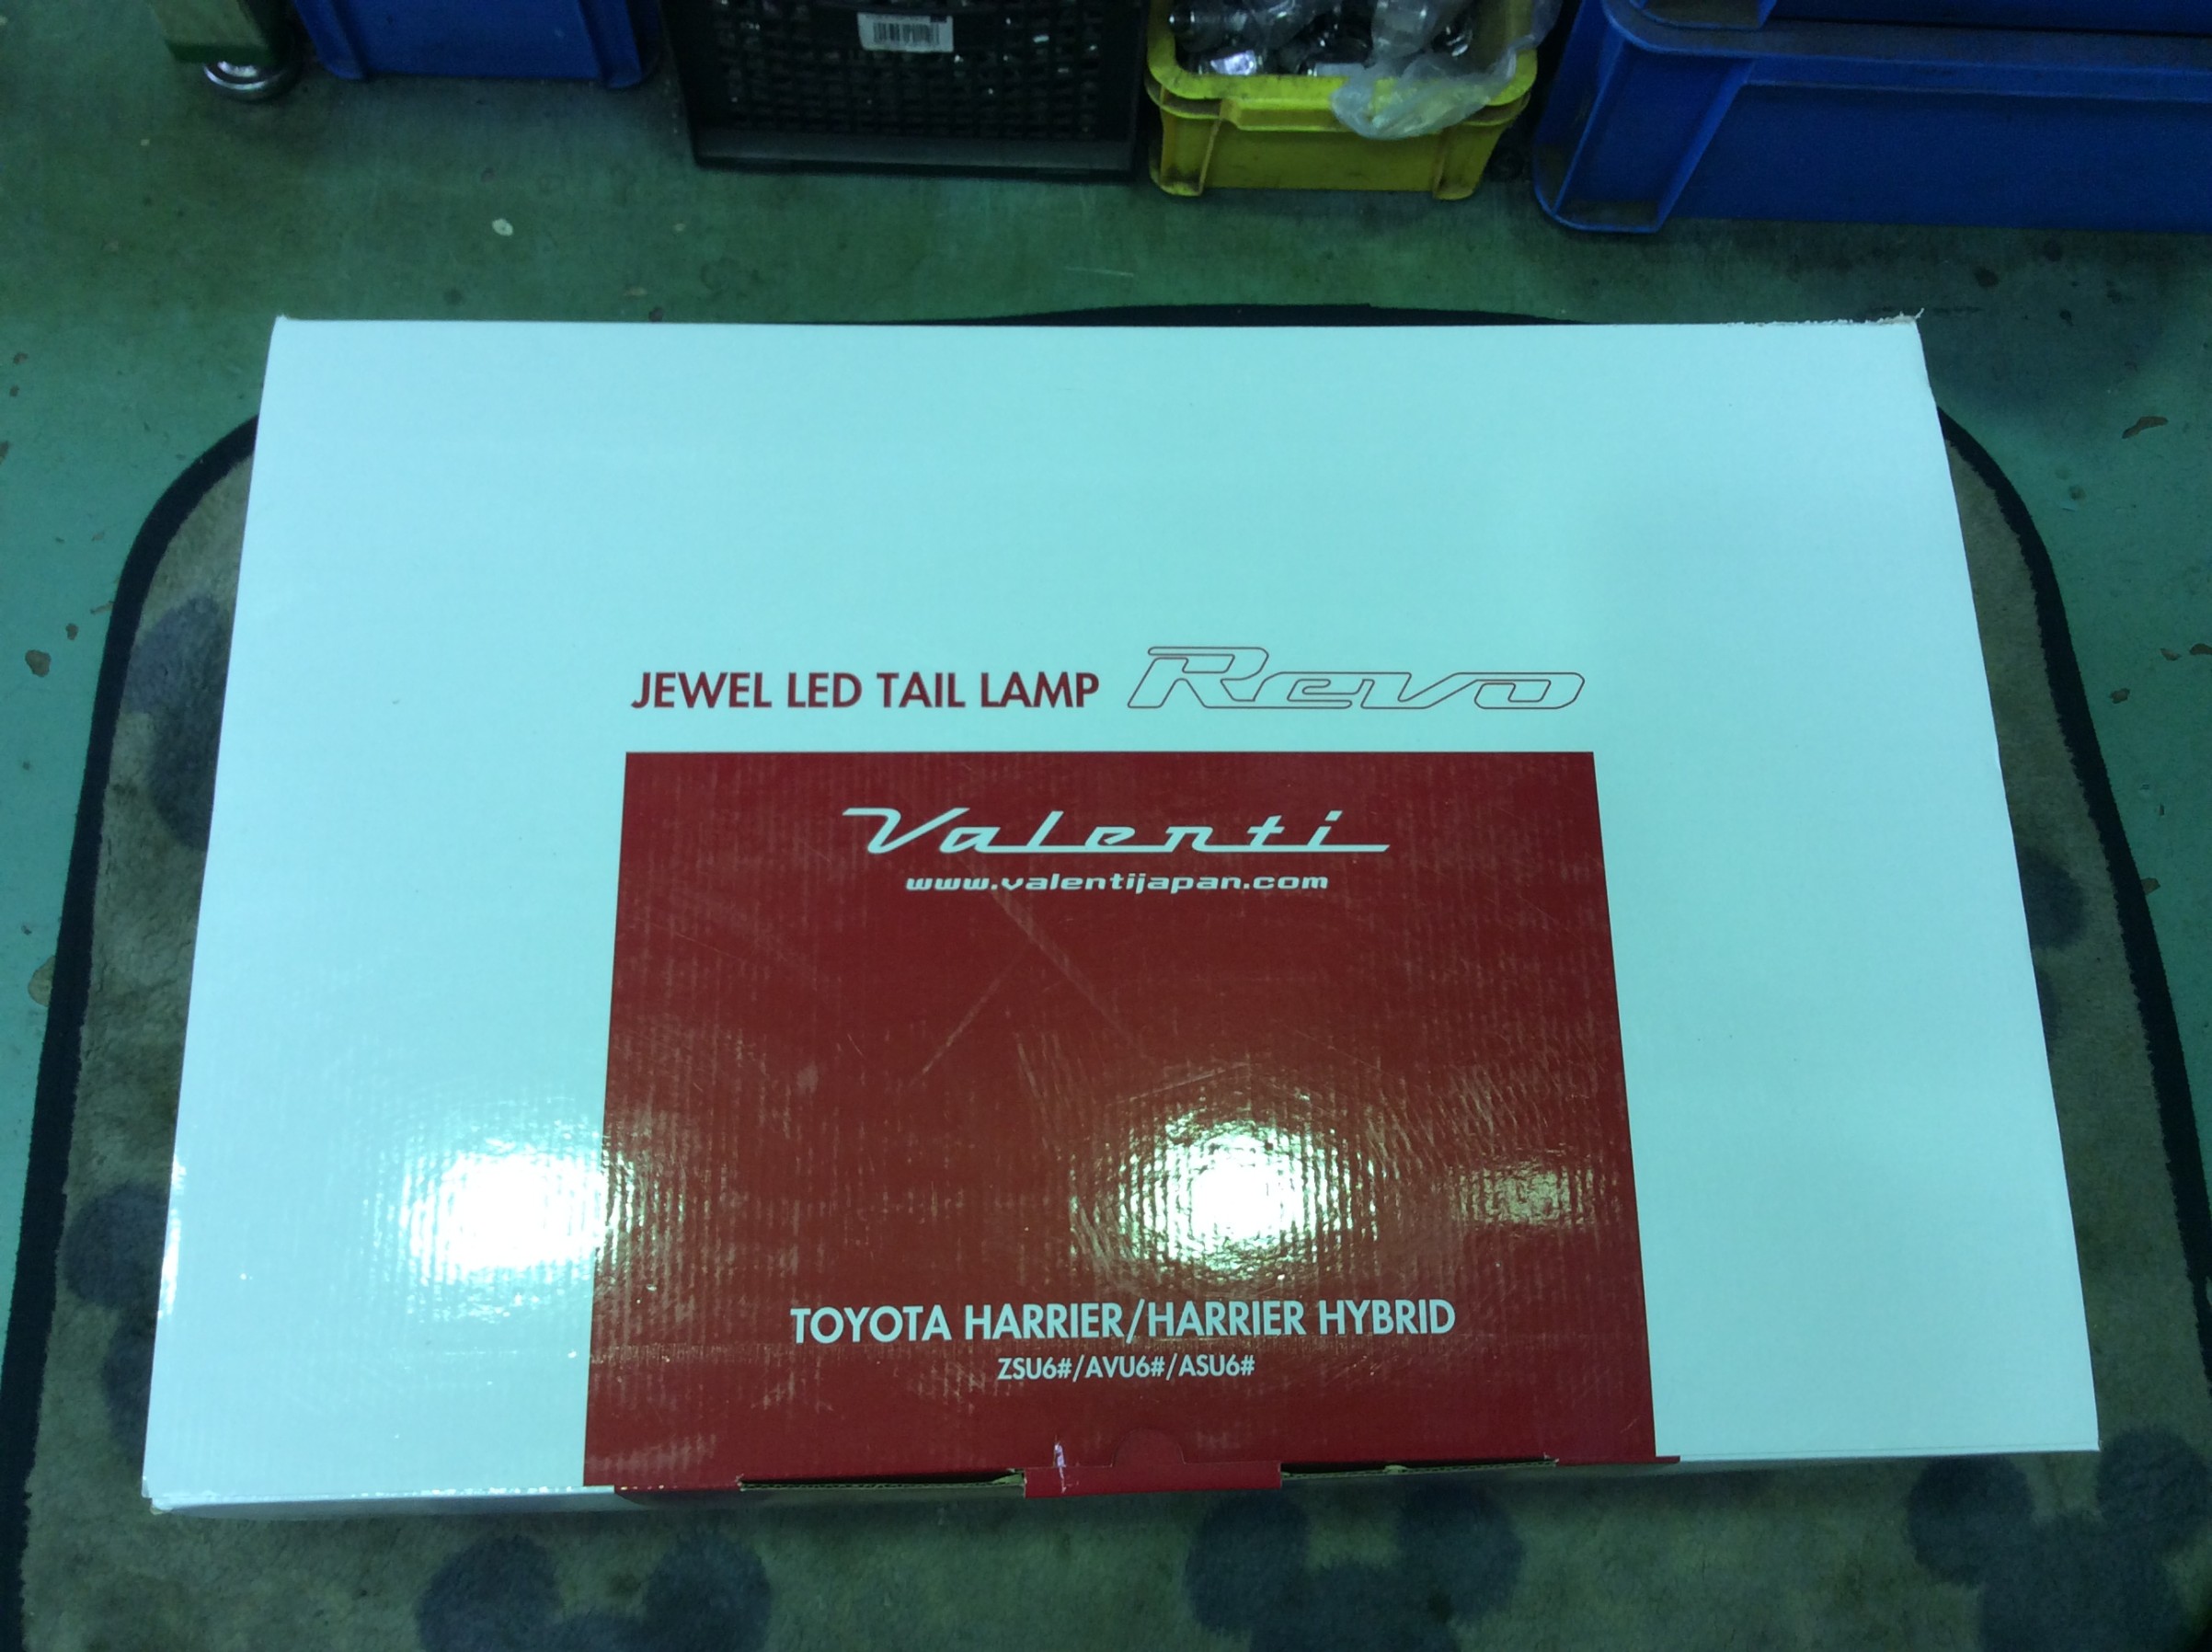 JEWEL LED TAIL LAMP Revo
Valenti
www.valentijapan.com
TOYOTA HARRIER/HARRIER HYBRID
ZSU6#/AVU6#/ASU6#